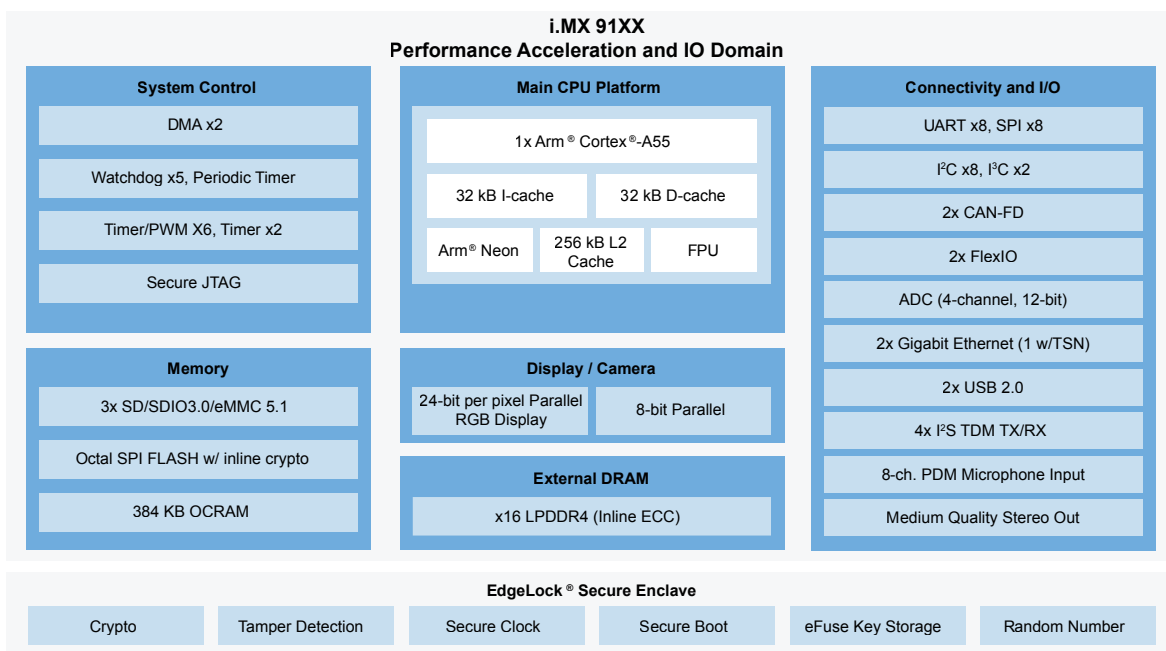 i.MX 91XX
Performance Acceleration and IO Domain
System Control
DMA x2
Watchdog x5, Periodic Timer
Timer/PWM X6, Timer x2
Secure JTAG
Memory
3x SD/SDIO3.0/eMMC 5.1
Octal SPI FLASH w/ inline crypto
384 KB OCRAM
Main CPU Platform
1x Arm® Cortex®-A55
32 kB I-cache
32 kB D-cache
Arm® Neon
256 kB L2
Cache
FPU
Display / Camera
24-bit per pixel Parallel
RGB Display
8-bit Parallel
External DRAM
x16 LPDDR4 (Inline ECC)
Connectivity and I/O
UART x8, SPI x8
I²C x8, I³C x2
2x CAN-FD
2x FlexIO
ADC (4-channel, 12-bit)
2x Gigabit Ethernet (1 w/TSN)
2x USB 2.0
4x I²S TDM TX/RX
8-ch. PDM Microphone Input
Medium Quality Stereo Out
EdgeLock® Secure Enclave
Crypto
Tamper Detection
Secure Clock
Secure Boot
eFuse Key Storage
Random Number